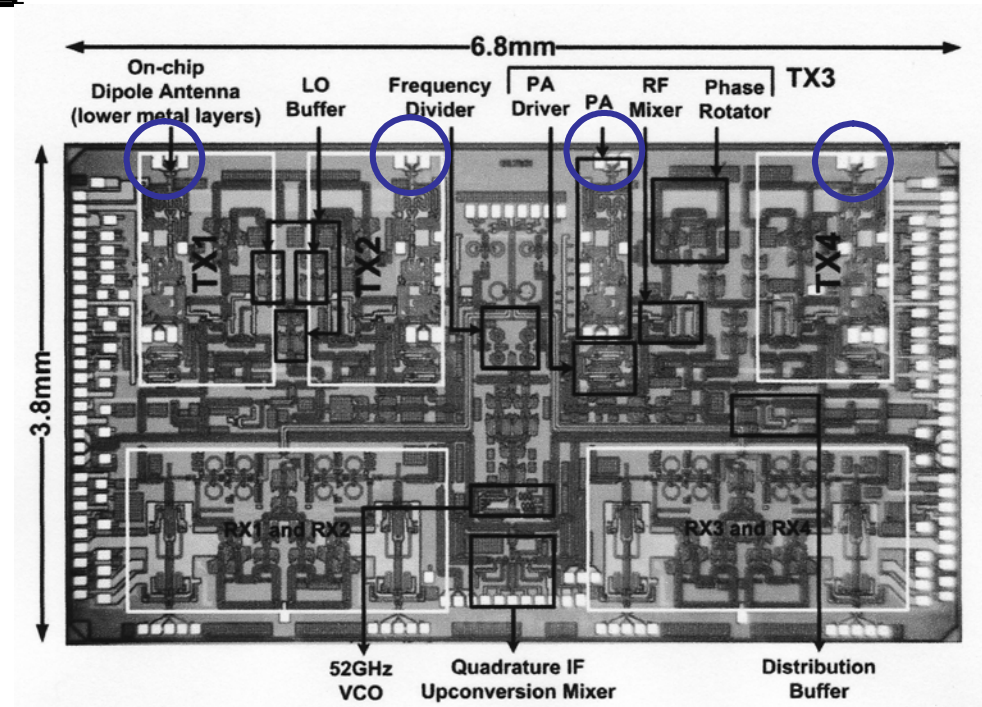 6.8mm
On-chip
Dipole Antenna
(lower metal layers)
LO
Buffer
Frequency
Divider
PA
Driver
PA
RF
Mixer
Phase
Rotator
TX3
3.8mm
TX1
TX2
TX4
RX1 and RX2
RX3 and RX4
52GHz
VCO
Quadrature IF
Upconversion Mixer
Distribution
Buffer